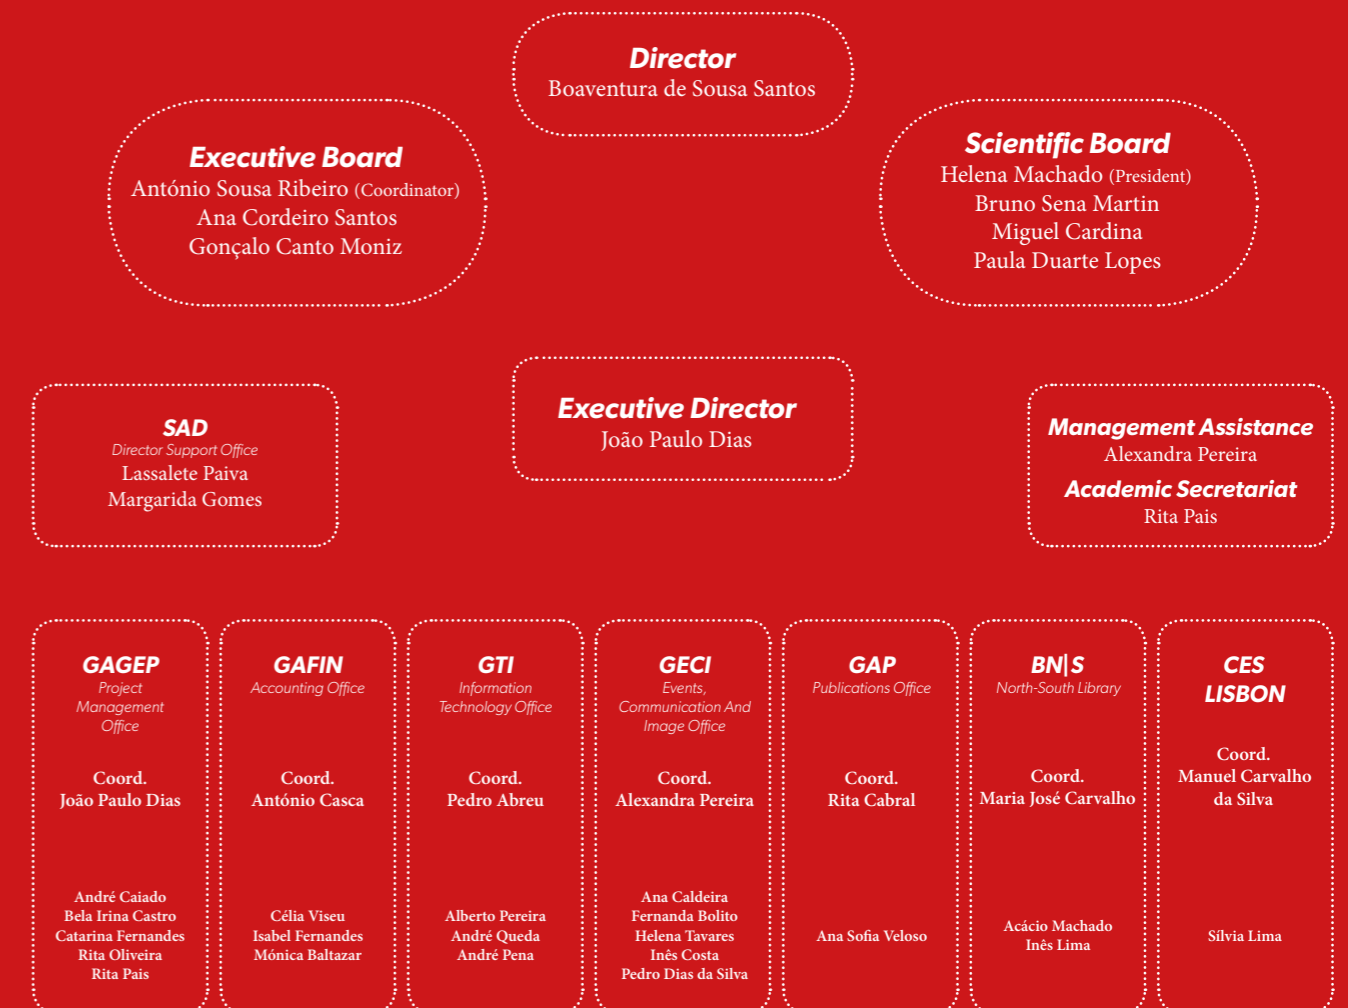 Director
Boaventura de Sousa Santos
Executive Board
António Sousa Ribeiro (Coordinator)
Ana Cordeiro Santos
Gonçalo Canto Moniz
Scientific Board
Helena Machado (President)
Bruno Sena Martin
Miguel Cardina
Paula Duarte Lopes
SAD
Director Support Office
Lassalete Paiva
Margarida Gomes
Executive Director
João Paulo Dias
Management Assistance
Alexandra Pereira
Academic Secretariat
Rita Pais
GAGEP
Project
Management
Office
Coord.
João Paulo Dias
André Caiado
Bela Irina Castro
Catarina Fernandes
Rita Oliveira
Rita Pais
GAFIN
Accounting Office
Coord.
António Casca
Célia Viseu
Isabel Fernandes
Mónica Baltazar
GTI
Information
Technology Office
Coord.
Pedro Abreu
Alberto Pereira
André Queda
André Pena
GECI
Events,
Communication And
Image Office
Coord.
Alexandra Pereira
Ana Caldeira
Fernanda Bolito
Helena Tavares
Inês Costa
Pedro Dias da Silva
GAP
Publications Office
Coord.
Rita Cabral
Ana Sofia Veloso
BN|S
North-South Library
Coord.
Maria José Carvalho
Acácio Machado
Inês Lima
CES
LISBON
Coord.
Manuel Carvalho
da Silva
Sílvia Lima